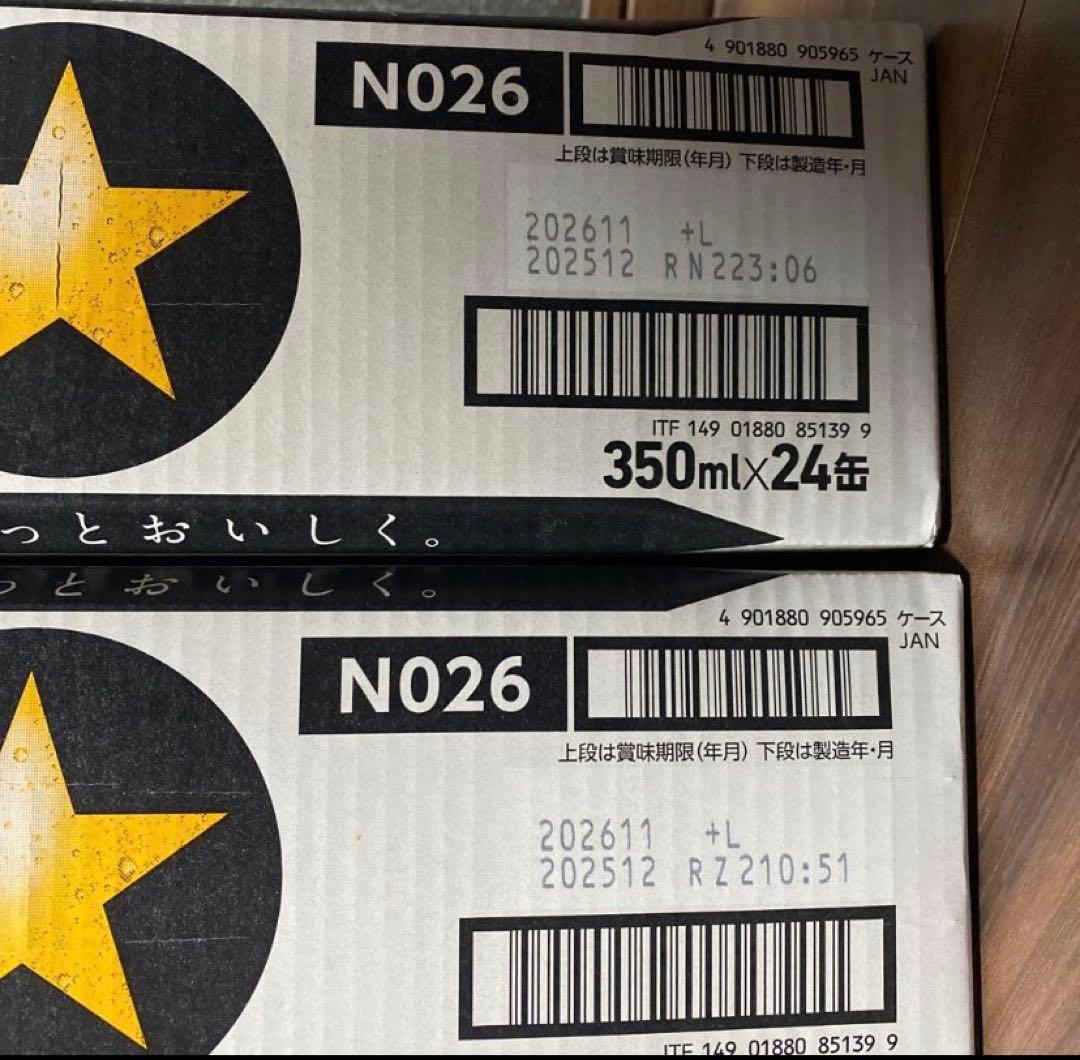 4 901880 905965 ケース
JAN
N026
上段は賞味期限(年月) 下段は製造年・月
202611 +L
202512 RN223:06
ITF 149 01880 85139 9
350ml×24缶
っとおいしく。
っとおいしく。
4 901880 905965 ケース
JAN
N026
上段は賞味期限(年月) 下段は製造年・月
202611 +L
202512 RZ210:51
ITF 149 01880 85139 9